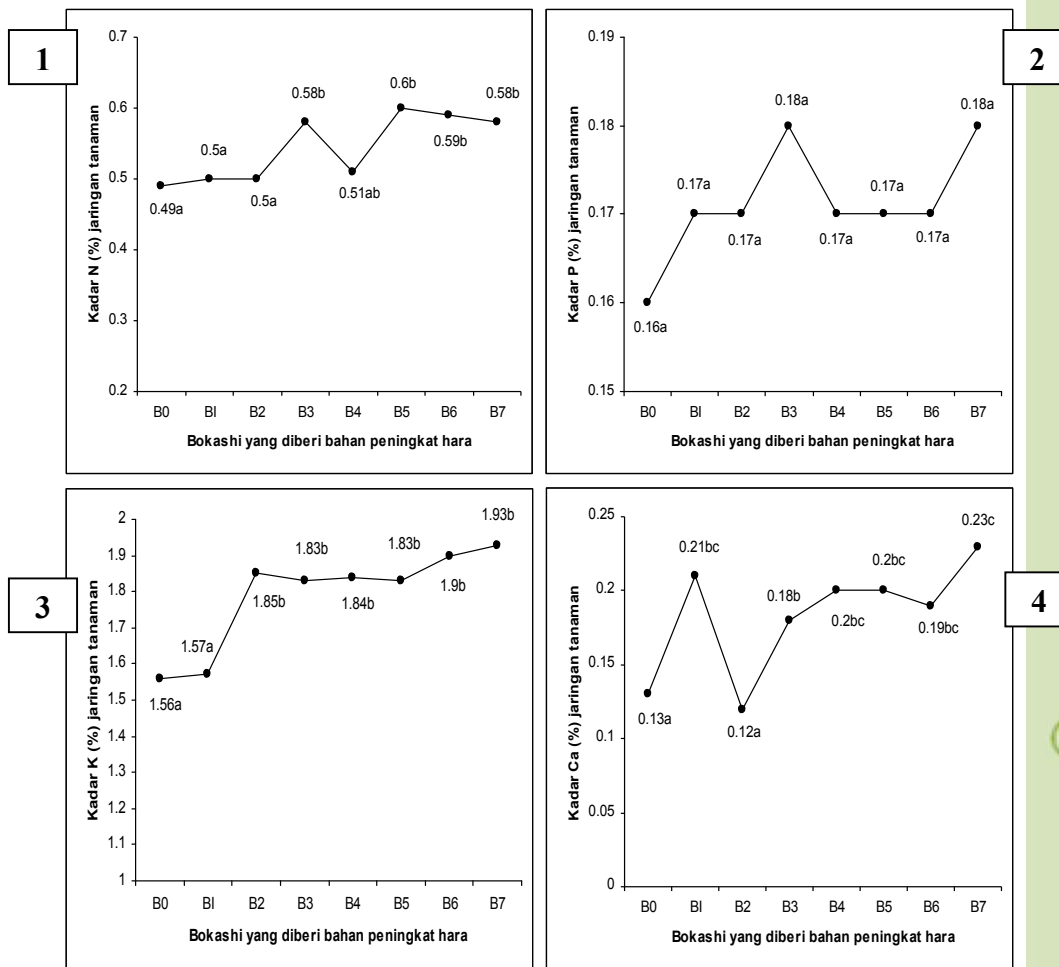 1
0.7
0.6
0.5
0.4
0.3
0.2
Kadar N (%) jaringan tanaman
0.49a
0.5a
0.5a
0.58b
0.51ab
0.6b
0.59b
0.58b
B0 BI B2 B3 B4 B5 B6 B7
Bokashi yang diberi bahan peningkat hara
2
0.19
0.18
0.17
0.16
0.15
Kadar P (%) jaringan tanaman
0.16a
0.17a
0.17a
0.18a
0.17a
0.17a
0.17a
0.18a
B0 BI B2 B3 B4 B5 B6 B7
Bokashi yang diberi bahan peningkat hara
3
2
1.9
1.8
1.7
1.6
1.5
1.4
1.3
1.2
1.1
1
Kadar K (%) jaringan tanaman
1.56a
1.57a
1.85b
1.83b
1.84b
1.83b
1.9b
1.93b
B0 BI B2 B3 B4 B5 B6 B7
Bokashi yang diberi bahan peningkat hara
4
0.25
0.2
0.15
0.1
0.05
0
Kadar Ca (%) jaringan tanaman
0.13a
0.21bc
0.12a
0.18b
0.2bc
0.2bc
0.19bc
0.23c
B0 BI B2 B3 B4 B5 B6 B7
Bokashi yang diberi bahan peningkat hara